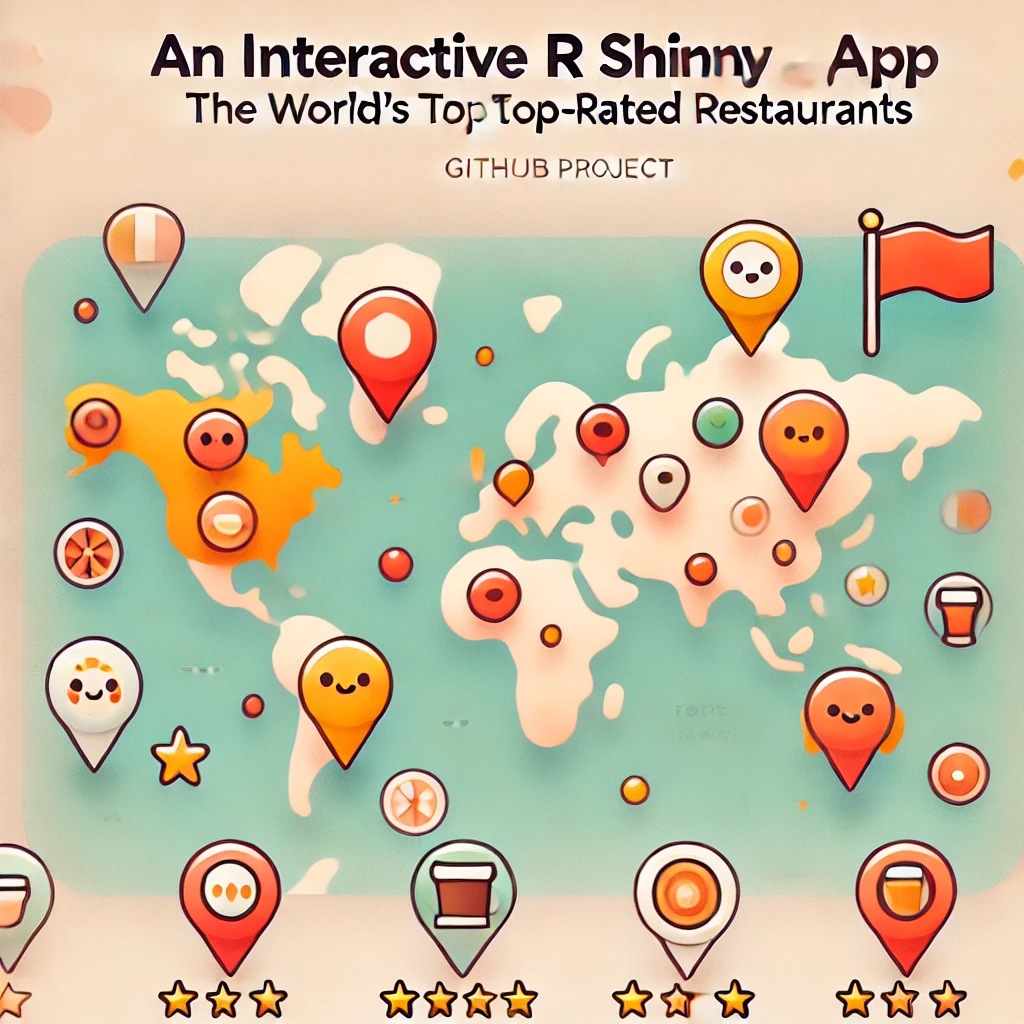 An Interactive R Shinny App
The World's Top Top-Rated Restaurants
GITHUB PROJECT